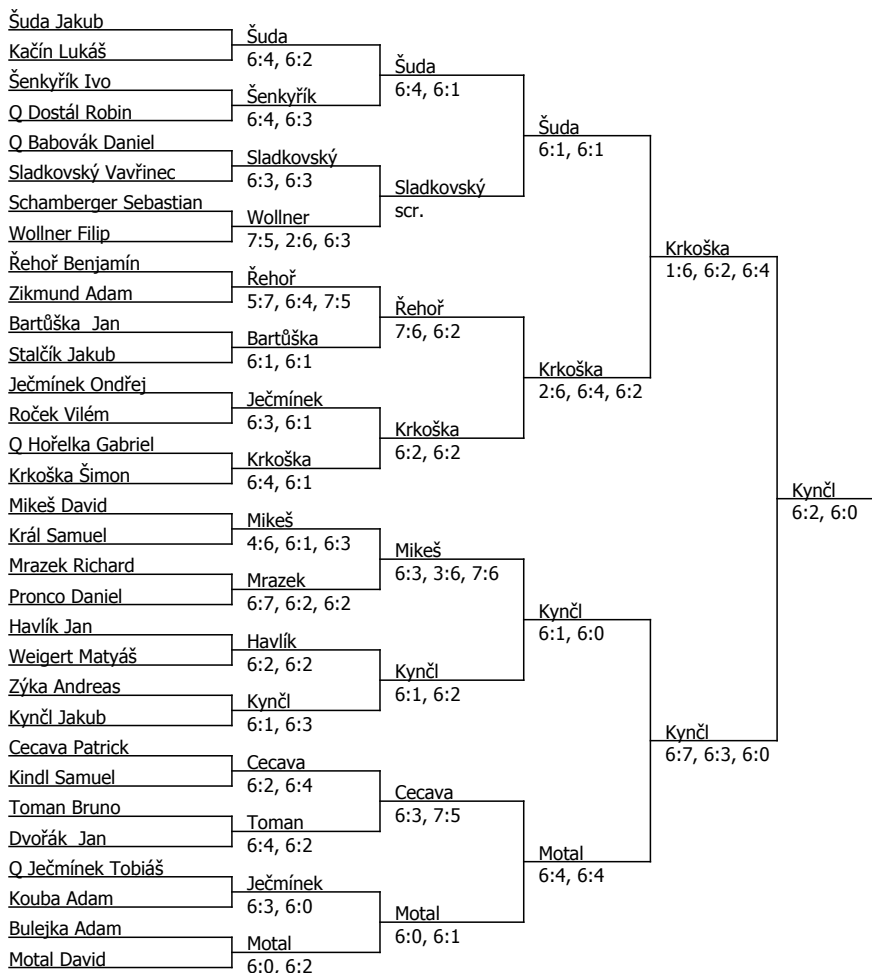 Šuda Jakub
Kačín Lukáš
Šenkyřík Ivo
Q Dostál Robin
Q Babovák Daniel
Sladkovský Vavřinec
Schamberger Sebastian
Wollner Filip
Řehoř Benjamín
Zikmund Adam
Bartůška  Jan
Stalčík Jakub
Ječmínek Ondřej
Roček Vilém
Q Hořelka Gabriel
Krkoška Šimon
Mikeš David
Král Samuel
Mrazek Richard
Pronco Daniel
Havlík Jan
Weigert Matyáš
Zýka Andreas
Kynčl Jakub
Cecava Patrick
Kindl Samuel
Toman Bruno
Dvořák  Jan
Q Ječmínek Tobiáš
Kouba Adam
Bulejka Adam
Motal David
Šuda
6:4, 6:2
Šenkyřík
6:4, 6:3
Sladkovský
6:3, 6:3
Wollner
7:5, 2:6, 6:3
Řehoř
5:7, 6:4, 7:5
Bartůška
6:1, 6:1
Ječmínek
6:3, 6:1
Krkoška
6:4, 6:1
Mikeš
4:6, 6:1, 6:3
Mrazek
6:7, 6:2, 6:2
Havlík
6:2, 6:2
Kynčl
6:1, 6:3
Cecava
6:2, 6:4
Toman
6:4, 6:2
Ječmínek
6:3, 6:0
Motal
6:0, 6:2
Šuda
6:4, 6:1
Sladkovský
scr.
Řehoř
7:6, 6:2
Krkoška
6:2, 6:2
Mikeš
6:3, 3:6, 7:6
Kynčl
6:1, 6:2
Cecava
6:3, 7:5
Motal
6:0, 6:1
Šuda
6:1, 6:1
Krkoška
2:6, 6:4, 6:2
Kynčl
6:1, 6:0
Motal
6:4, 6:4
Krkoška
1:6, 6:2, 6:4
Kynčl
6:7, 6:3, 6:0
Kynčl
6:2, 6:0